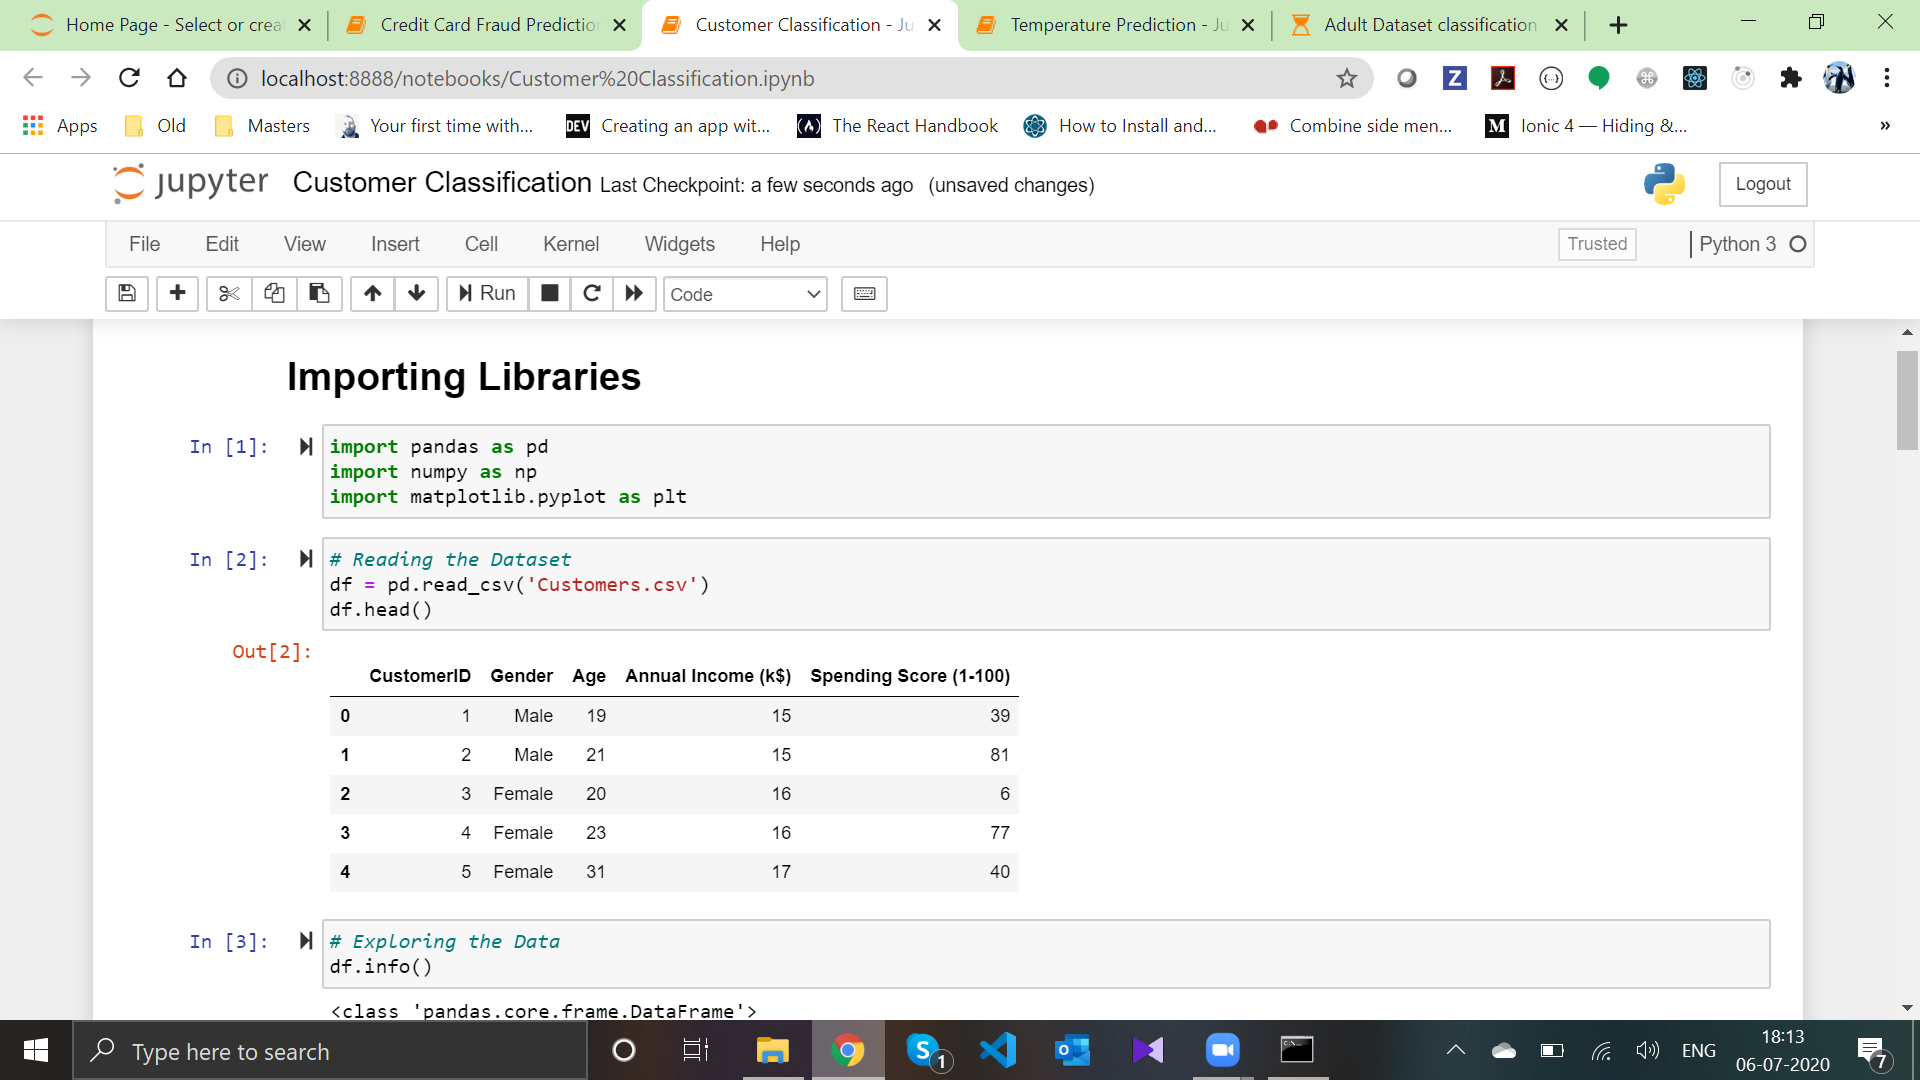 Home Page - Select or creat
Credit Card Fraud Prediction
Customer Classification - Ju
Temperature Prediction - Ju
Adult Dataset classification
localhost:8888/notebooks/Customer%20Classification.ipynb
Apps Old Masters Your first time with... DEV Creating an app wit... The React Handbook How to Install and... Combine side men... M Ionic 4 — Hiding &... »
jupyter Customer Classification Last Checkpoint: a few seconds ago (unsaved changes) Logout
File Edit View Insert Cell Kernel Widgets Help Trusted Python 3
Run Code
Importing Libraries
In [1]: import pandas as pd
import numpy as np
import matplotlib.pyplot as plt
In [2]: # Reading the Dataset
df = pd.read_csv('Customers.csv')
df.head()
Out[2]:
CustomerID Gender Age Annual Income (k$) Spending Score (1-100)
0 1 Male 19 15 39
1 2 Male 21 15 81
2 3 Female 20 16 6
3 4 Female 23 16 77
4 5 Female 31 17 40
In [3]: # Exploring the Data
df.info()
<class 'pandas.core.frame.DataFrame'>
Type here to search
1
ENG
18:13
06-07-2020
7